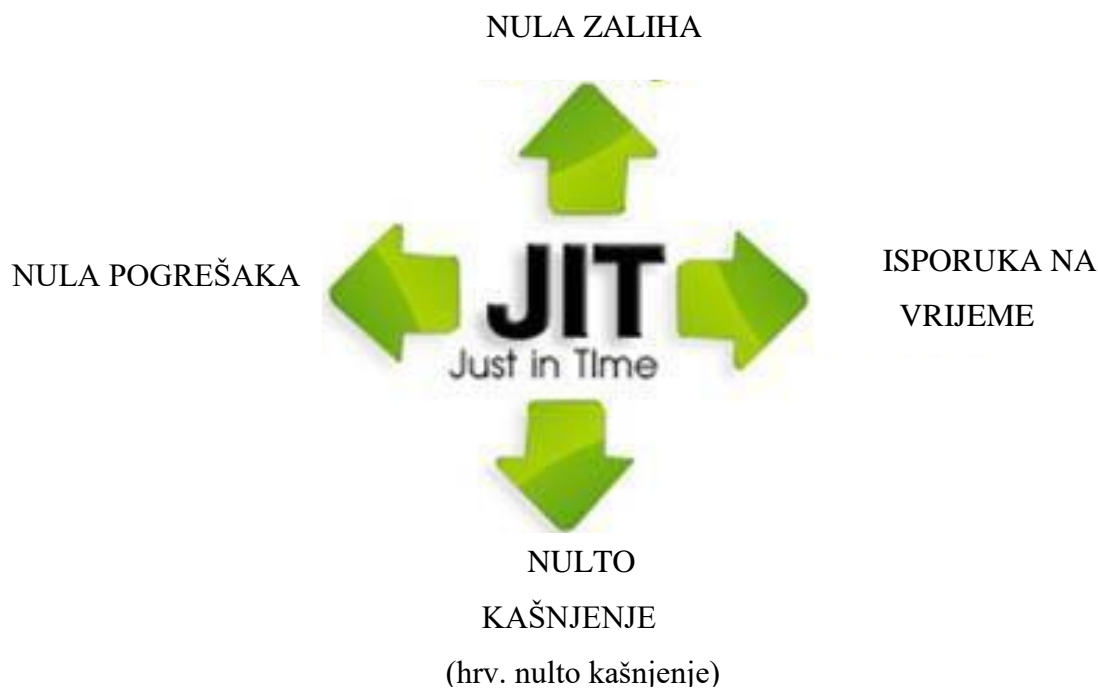 NULA ZALIHA
NULA POGREŠAKA
JIT
Just in TIme
ISPORUKA NA
VRIJEME
NULTO
KAŠNJENJE
(hrv. nulto kašnjenje)